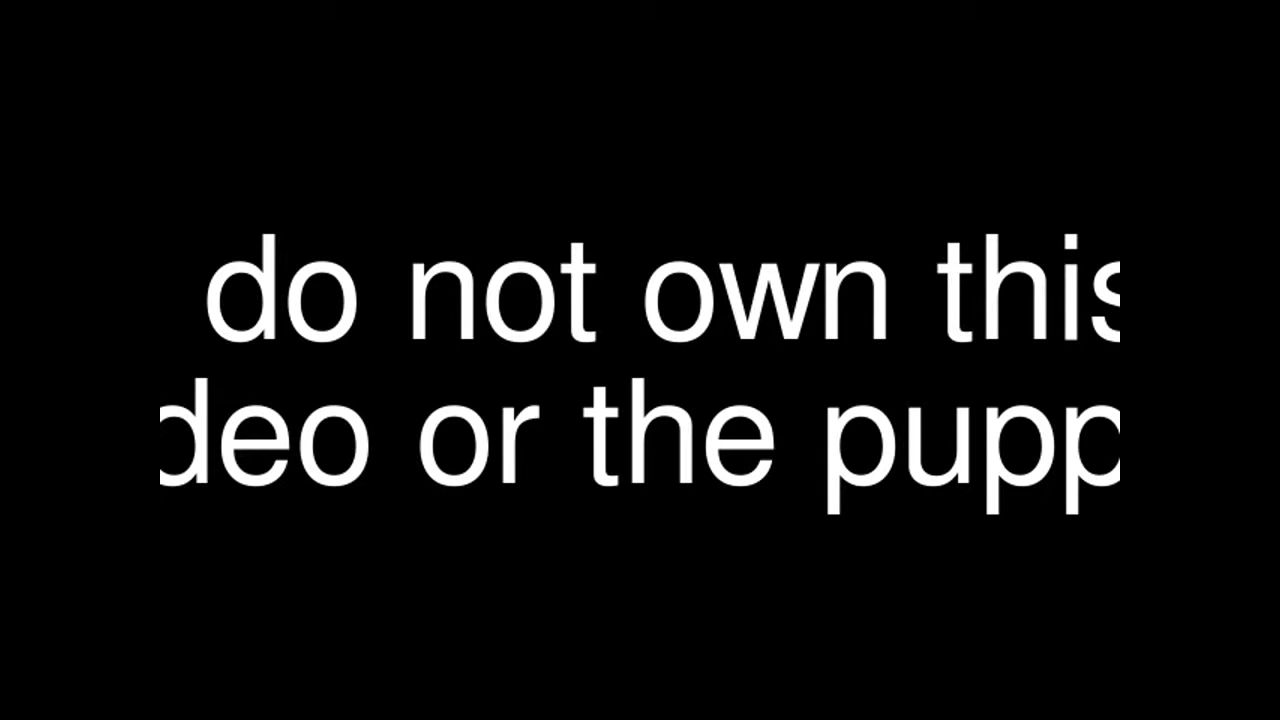 do not own this
deo or the pupp